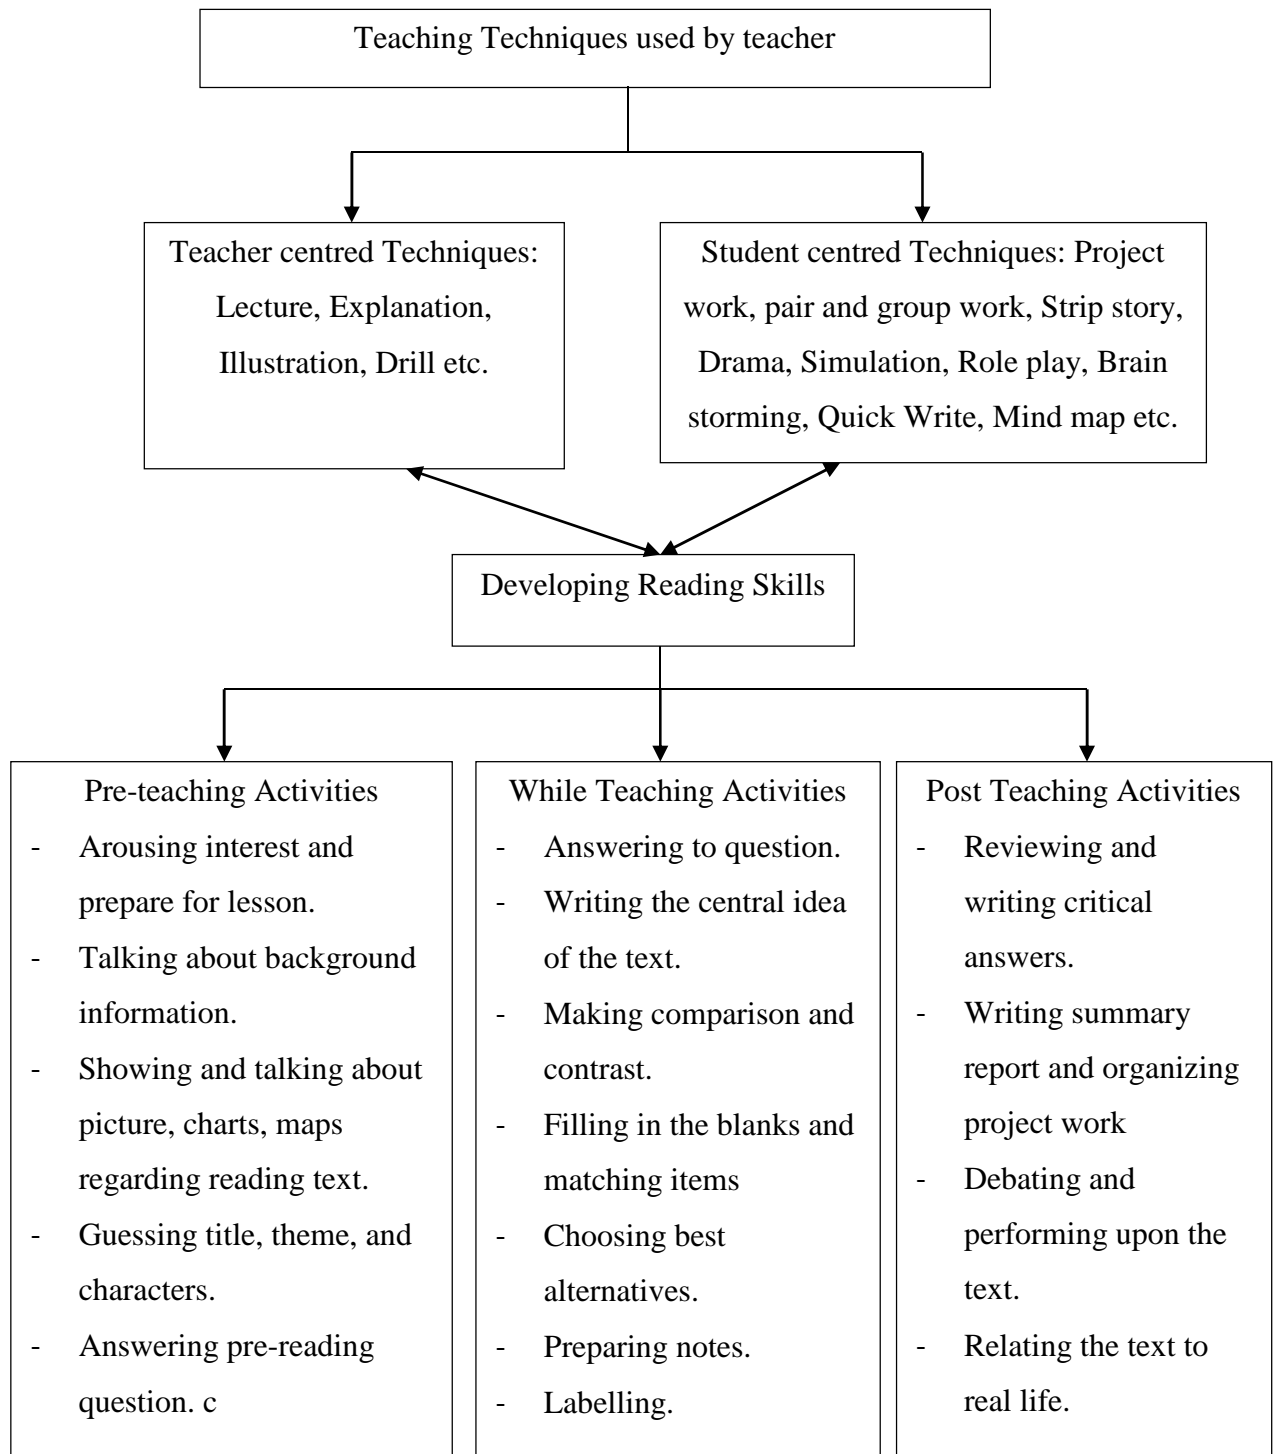 Teaching Techniques used by teacher
Teacher centred Techniques:
Lecture, Explanation,
Illustration, Drill etc.
Student centred Techniques: Project
work, pair and group work, Strip story,
Drama, Simulation, Role play, Brain
storming, Quick Write, Mind map etc.
Developing Reading Skills
Pre-teaching Activities
- Arousing interest and
prepare for lesson.
- Talking about background
information.
- Showing and talking about
picture, charts, maps
regarding reading text.
- Guessing title, theme, and
characters.
- Answering pre-reading
question. c
While Teaching Activities
- Answering to question.
- Writing the central idea
of the text.
- Making comparison and
contrast.
- Filling in the blanks and
matching items
- Choosing best
alternatives.
- Preparing notes.
- Labelling.
Post Teaching Activities
- Reviewing and
writing critical
answers.
- Writing summary
report and organizing
project work
- Debating and
performing upon the
text.
- Relating the text to
real life.